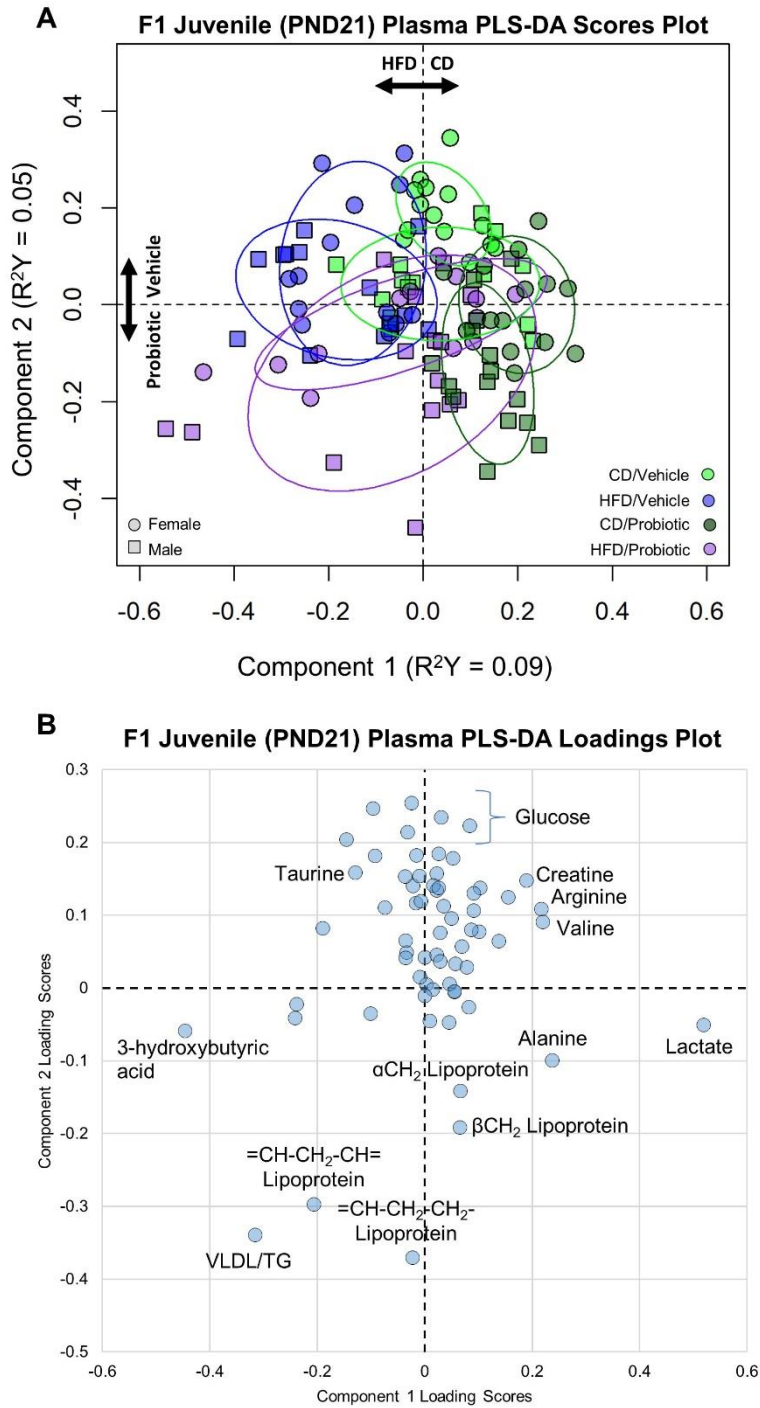 A
F1 Juvenile (PND21) Plasma PLS-DA Scores Plot
HFD CD
0.4
0.2
0.0
-0.2
-0.4
Component 2 (R²Y = 0.05)
Probiotic Vehicle
CD/Vehicle
HFD/Vehicle
CD/Probiotic
HFD/Probiotic
Female
Male
-0.6 -0.4 -0.2 0.0 0.2 0.4 0.6
Component 1 (R²Y = 0.09)
B
F1 Juvenile (PND21) Plasma PLS-DA Loadings Plot
0.3
0.2
0.1
0
-0.1
-0.2
-0.3
-0.4
-0.5
Component 2 Loading Scores
Glucose
Taurine
Creatine
Arginine
Valine
3-hydroxybutyric
acid
Alanine
Lactate
αCH₂ Lipoprotein
βCH₂ Lipoprotein
=CH-CH₂-CH=
Lipoprotein
=CH-CH₂-CH₂-
Lipoprotein
VLDL/TG
-0.6 -0.4 -0.2 0 0.2 0.4 0.6
Component 1 Loading Scores